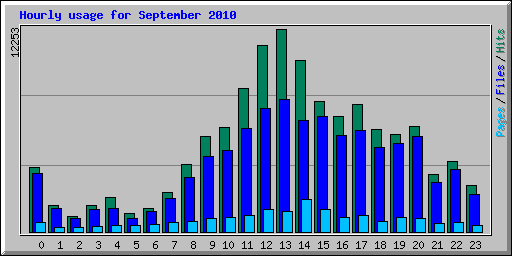 Hourly usage for September 2010
12253
Pages / Files / Hits
0 1 2 3 4 5 6 7 8 9 10 11 12 13 14 15 16 17 18 19 20 21 22 23